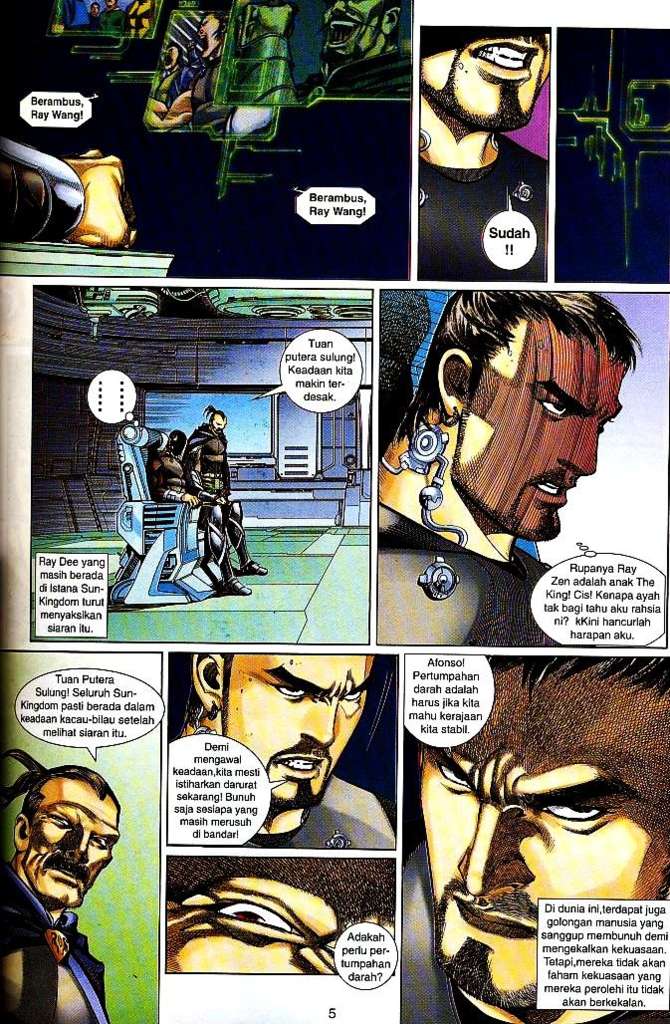 Berambus,
Ray Wang!
Berambus,
Ray Wang!
Sudah
!!
Tuan
putera sulung!
Keadaan kita
makin ter-
desak.
Ray Dee yang
masih berada
di Istana Sun-
Kingdom turut
menyaksikan
siaran itu.
Rupanya Ray
Zen adalah anak The
King! Cis! Kenapa ayah
tak bagi tahu aku rahsia
ni? kKini hancurlah
harapan aku.
Tuan Putera
Sulung! Seluruh Sun-
Kingdom pasti berada dalam
keadaan kacau-bilau setelah
melihat siaran itu.
Demi
mengawal
keadaan,kita mesti
istiharkan darurat
sekarang! Bunuh
saja sesiapa yang
masih merusuh
di bandar!
Adakah
perlu per-
tumpahan
darah?
Afonso!
Pertumpahan
darah adalah
harus jika kita
mahu kerajaan
kita stabil.
Di dunia ini,terdapat juga
golongan manusia yang
sanggup membunuh demi
mengekalkan kekuasaan.
Tetapi,mereka tidak akan
faham kekuasaan yang
mereka perolehi itu tidak
akan berkekalan.
5